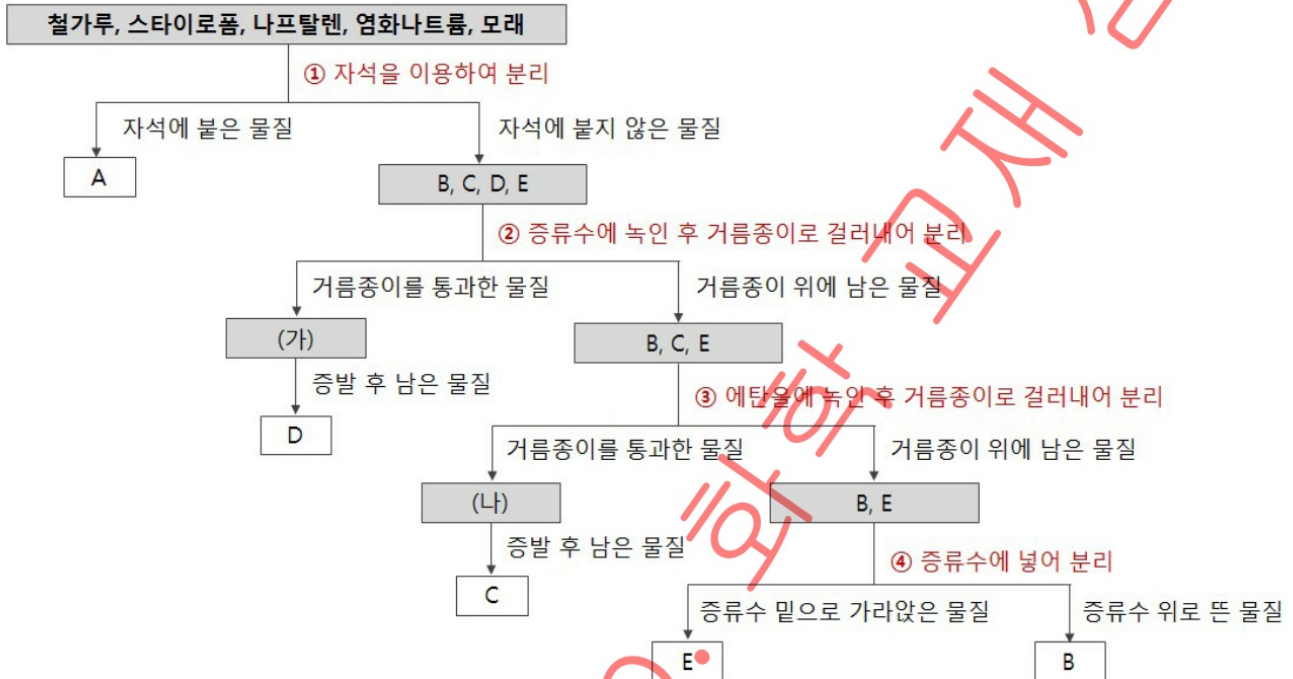 철가루, 스타이로폼, 나프탈렌, 염화나트륨, 모래
① 자석을 이용하여 분리
자석에 붙은 물질
자석에 붙지 않은 물질
A
B, C, D, E
② 증류수에 녹인 후 거름종이로 걸러내어 분리
거름종이를 통과한 물질
거름종이 위에 남은 물질
(가)
B, C, E
증발 후 남은 물질
③ 에탄올에 녹인 후 거름종이로 걸러내어 분리
D
거름종이를 통과한 물질
거름종이 위에 남은 물질
(나)
B, E
증발 후 남은 물질
④ 증류수에 넣어 분리
C
증류수 밑으로 가라앉은 물질
증류수 위로 뜬 물질
E
B
화학 교재